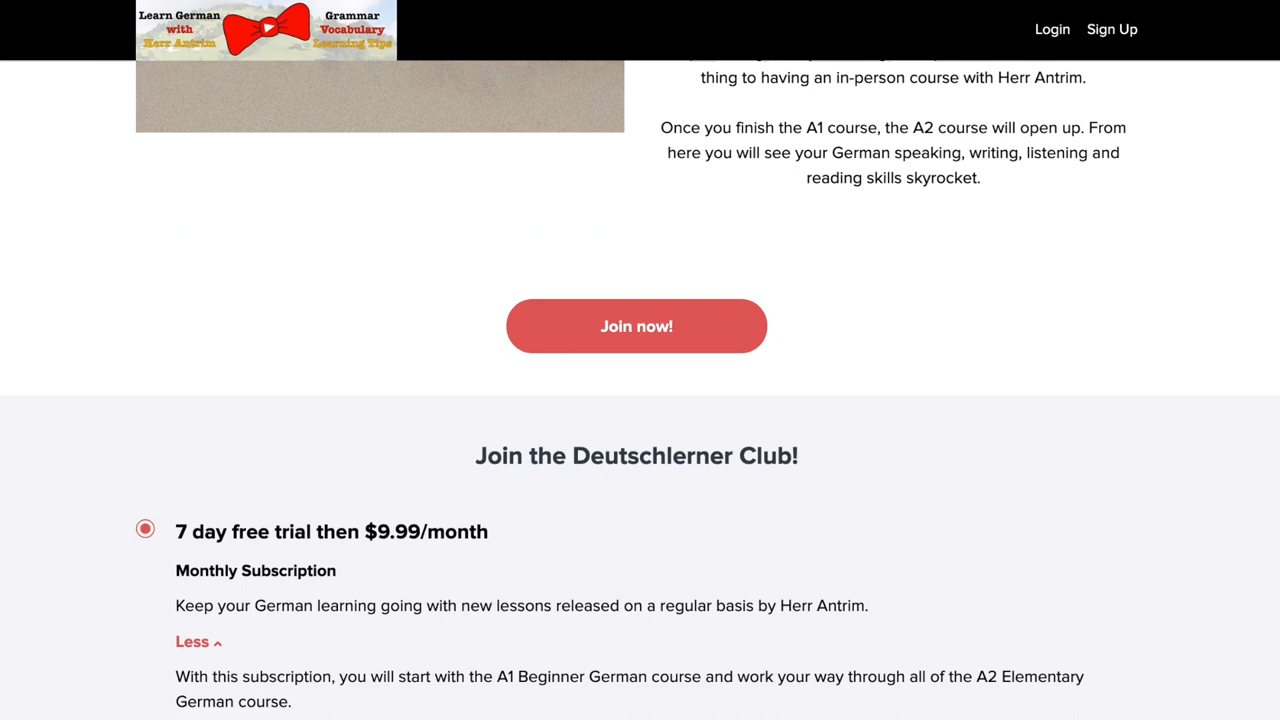 Learn German
with
Herr Antrim
Grammar
Vocabulary
Learning Tips
Login
Sign Up
thing to having an in-person course with Herr Antrim.
Once you finish the A1 course, the A2 course will open up. From
here you will see your German speaking, writing, listening and
reading skills skyrocket.
Join now!
Join the Deutschlerner Club!
7 day free trial then $9.99/month
Monthly Subscription
Keep your German learning going with new lessons released on a regular basis by Herr Antrim.
Less
With this subscription, you will start with the A1 Beginner German course and work your way through all of the A2 Elementary
German course.